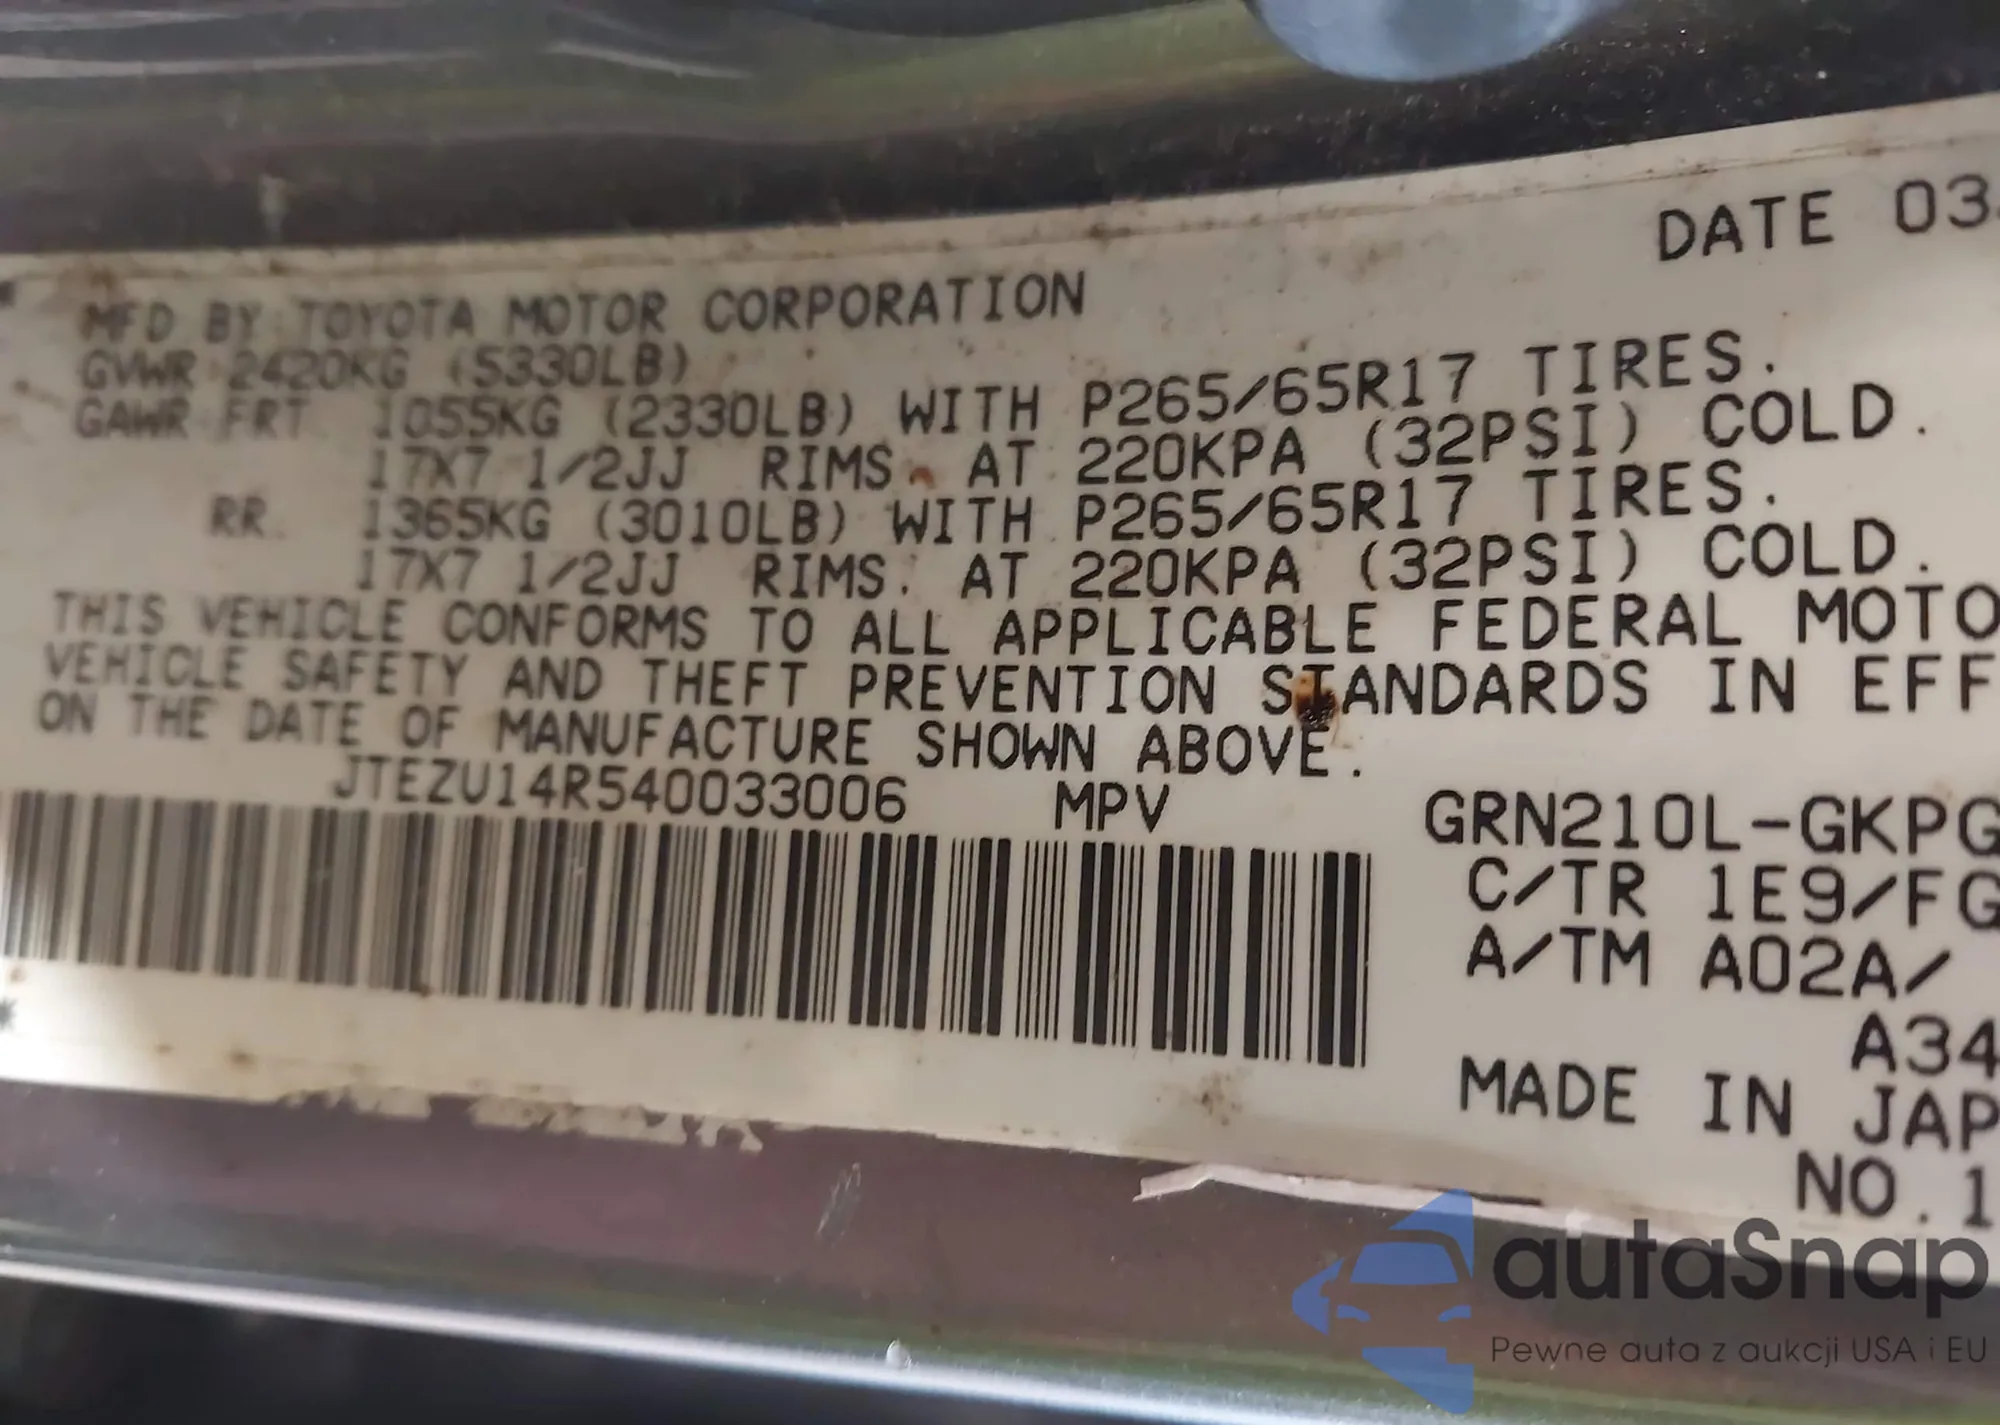 DATE 03
MFD BY TOYOTA MOTOR CORPORATION
GVWR 2420KG (5330LB)
GAWR FRT 1055KG (2330LB) WITH P265/65R17 TIRES.
17X7 1/2JJ RIMS. AT 220KPA (32PSI) COLD.
RR. 1365KG (3010LB) WITH P265/65R17 TIRES.
17X7 1/2JJ RIMS. AT 220KPA (32PSI) COLD.
THIS VEHICLE CONFORMS TO ALL APPLICABLE FEDERAL MOTO
VEHICLE SAFETY AND THEFT PREVENTION STANDARDS IN EFF
ON THE DATE OF MANUFACTURE SHOWN ABOVE.
JTEZU14R540033006 MPV GRN210L-GKPG
C/TR 1E9/FG
A/TM A02A/
A34
MADE IN JAP
NO.1
autaSnap
Pewne auta z aukcji USA i EU